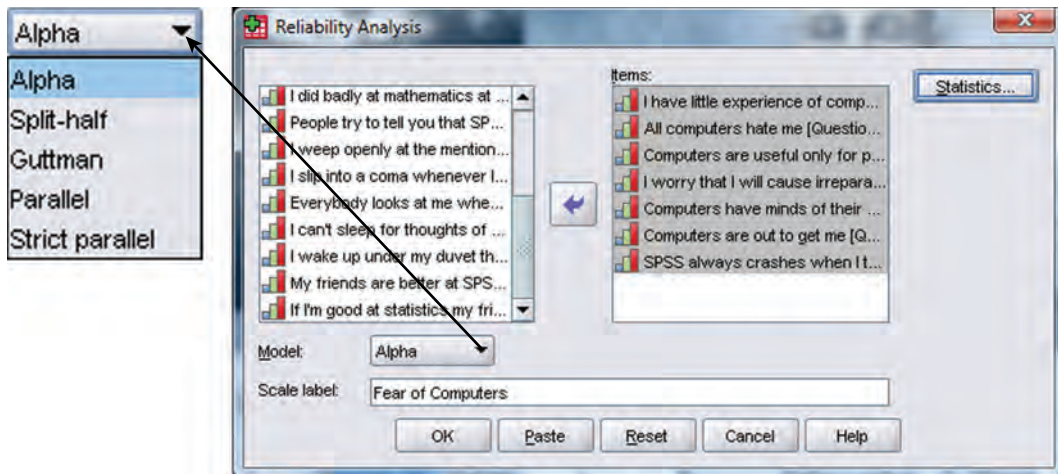 Alpha
Alpha
Split-half
Guttman
Parallel
Strict parallel
Reliability Analysis
I did badly at mathematics at ...
People try to tell you that SP...
I weep openly at the mention...
I slip into a coma whenever I...
Everybody looks at me whe...
I can't sleep for thoughts of ...
I wake up under my duvet th...
My friends are better at SPS...
If I'm good at statistics my fri...
Items:
I have little experience of comp...
All computers hate me [Questio...
Computers are useful only for p...
I worry that I will cause irrepara...
Computers have minds of their ...
Computers are out to get me [Q...
SPSS always crashes when I t...
Statistics...
Model: Alpha
Scale label: Fear of Computers
OK Paste Reset Cancel Help